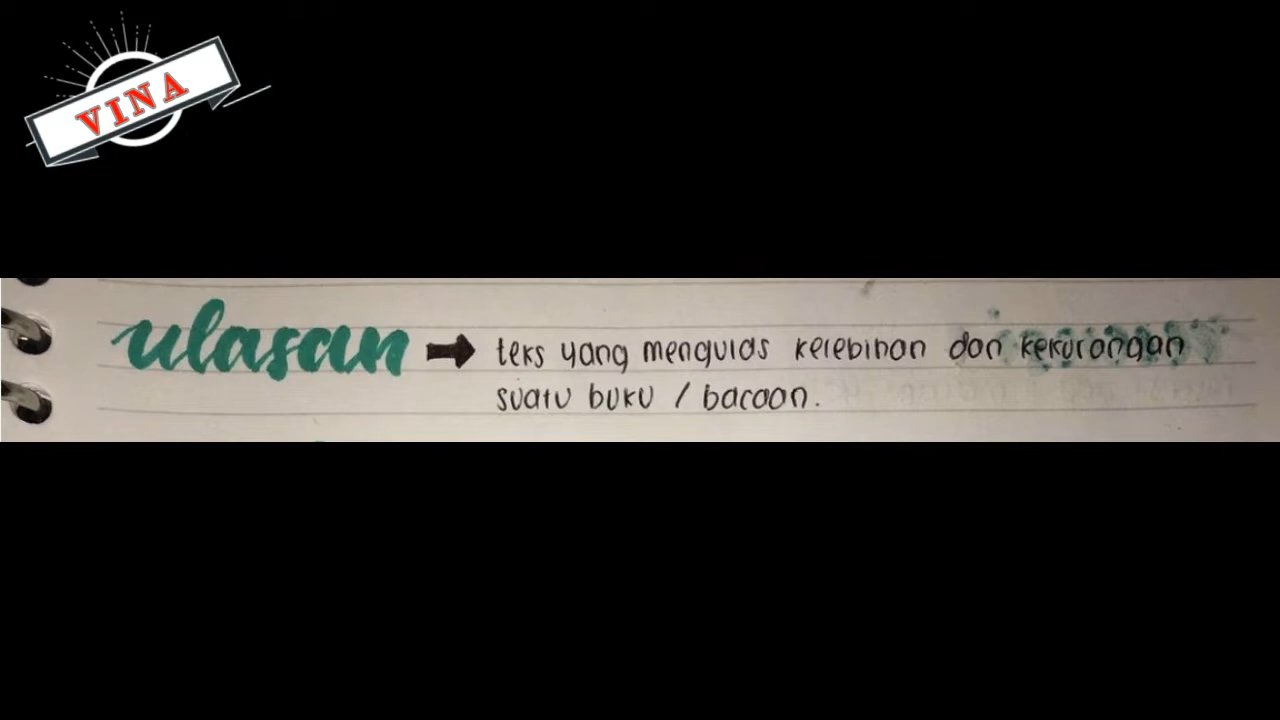 VINA
ulasan → teks yang mengulas kelebihan dan kekurangan
suatu buku / bacaan.